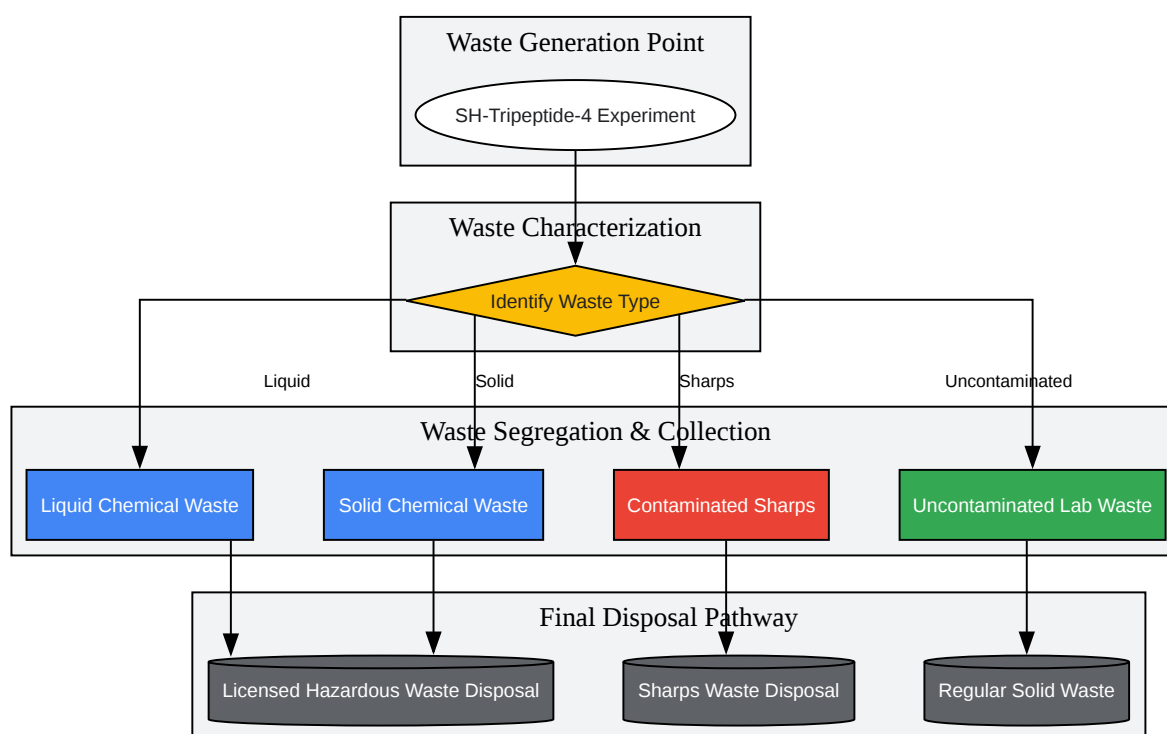 Waste Generation Point
SH-Tripeptide-4 Experiment
Waste Characterization
Identify Waste Type
Liquid
Solid
Sharps
Uncontaminated
Waste Segregation & Collection
Liquid Chemical Waste
Solid Chemical Waste
Contaminated Sharps
Uncontaminated Lab Waste
Final Disposal Pathway
Licensed Hazardous Waste Disposal
Sharps Waste Disposal
Regular Solid Waste